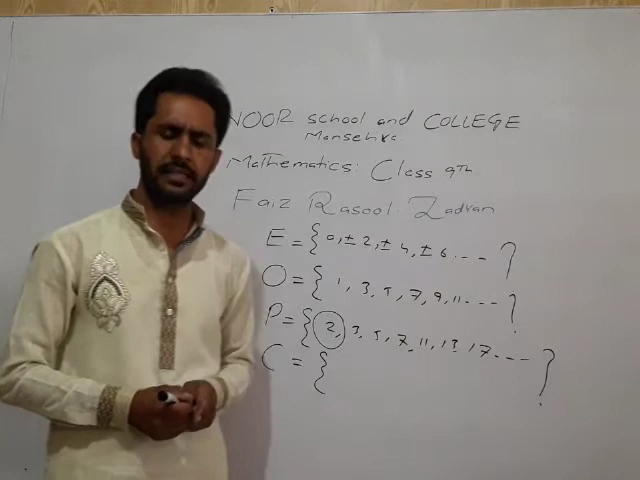 NOOR school and COLLEGE
Mansehra
Mathematics: Class 9TH
Faiz Rasool Zadvan
E = { 0, ± 2, ± 4, ± 6 . . . - - }
O = { 1, 3, 5, 7, 9, 11 - - - - }
P = { 2, 3, 5, 7, 11, 13, 17 - - - - }
C = {